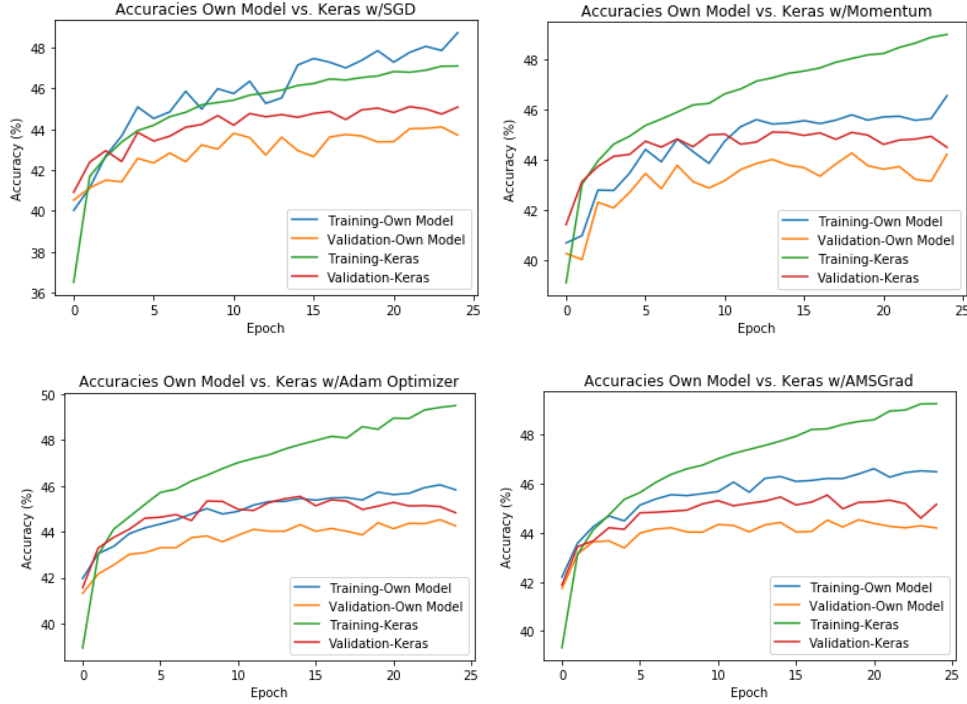 Accuracies Own Model vs. Keras w/SGD
Accuracy (%)
48
46
44
42
40
38
36
0
5
10
15
20
25
Epoch
Training-Own Model
Validation-Own Model
Training-Keras
Validation-Keras
Accuracies Own Model vs. Keras w/Momentum
Accuracy (%)
48
46
44
42
40
0
5
10
15
20
25
Epoch
Training-Own Model
Validation-Own Model
Training-Keras
Validation-Keras
Accuracies Own Model vs. Keras w/Adam Optimizer
Accuracy (%)
50
48
46
44
42
40
0
5
10
15
20
25
Epoch
Training-Own Model
Validation-Own Model
Training-Keras
Validation-Keras
Accuracies Own Model vs. Keras w/AMSGrad
Accuracy (%)
48
46
44
42
40
0
5
10
15
20
25
Epoch
Training-Own Model
Validation-Own Model
Training-Keras
Validation-Keras